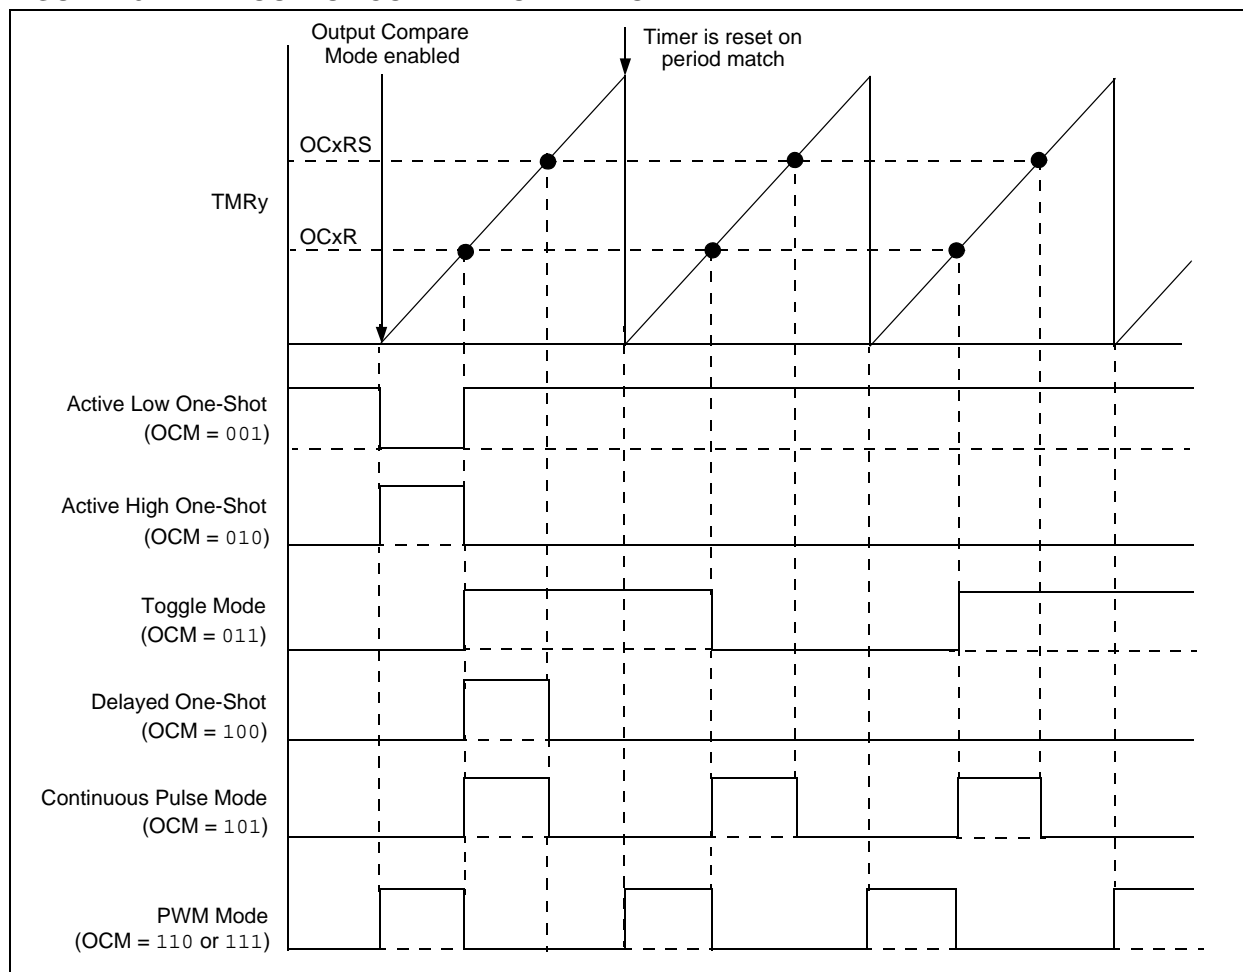 Output Compare
Mode enabled
Timer is reset on
period match
OCxRS
TMRy
OCxR
Active Low One-Shot
(OCM = 001)
Active High One-Shot
(OCM = 010)
Toggle Mode
(OCM = 011)
Delayed One-Shot
(OCM = 100)
Continuous Pulse Mode
(OCM = 101)
PWM Mode
(OCM = 110 or 111)